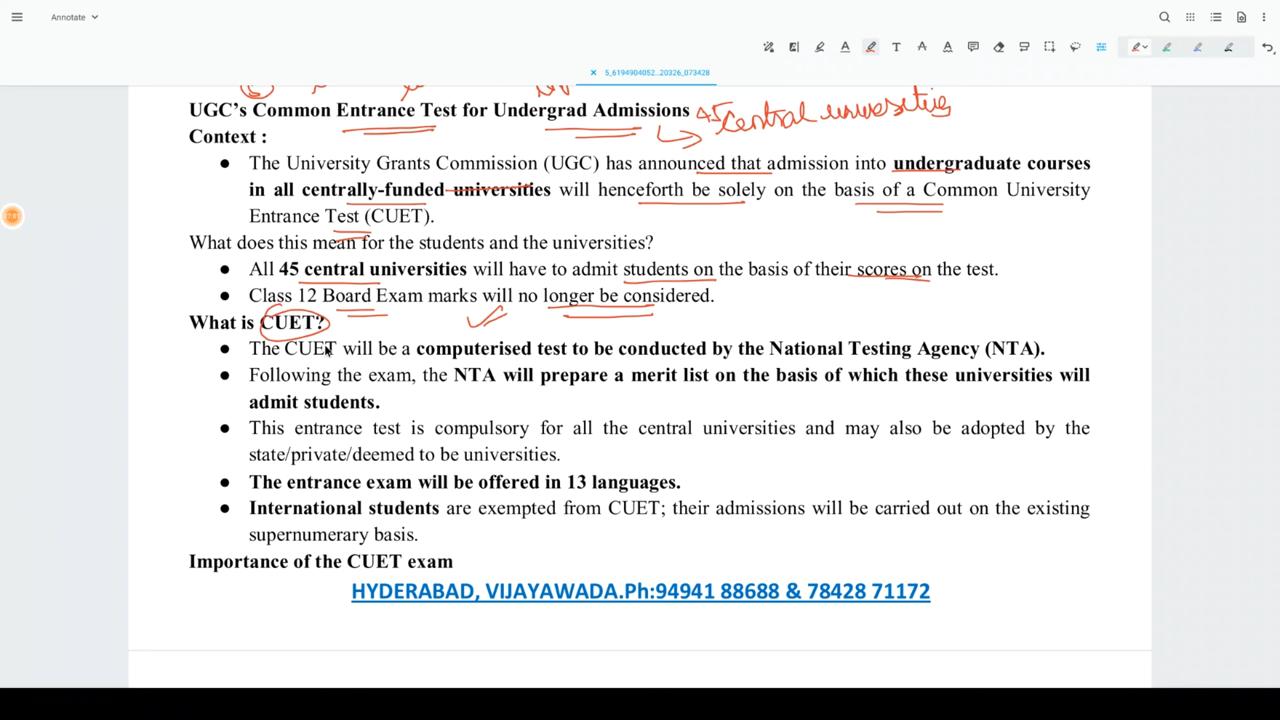 Annotate
5_6194904052...20326_073428
UGC's Common Entrance Test for Undergrad Admissions 45 Central universities
Context :
● The University Grants Commission (UGC) has announced that admission into undergraduate courses
in all centrally-funded universities will henceforth be solely on the basis of a Common University
Entrance Test (CUET).
What does this mean for the students and the universities?
● All 45 central universities will have to admit students on the basis of their scores on the test.
● Class 12 Board Exam marks will no longer be considered.
What is CUET?
● The CUET will be a computerised test to be conducted by the National Testing Agency (NTA).
● Following the exam, the NTA will prepare a merit list on the basis of which these universities will
admit students.
● This entrance test is compulsory for all the central universities and may also be adopted by the
state/private/deemed to be universities.
● The entrance exam will be offered in 13 languages.
● International students are exempted from CUET; their admissions will be carried out on the existing
supernumerary basis.
Importance of the CUET exam
HYDERABAD, VIJAYAWADA.Ph:94941 88688 & 78428 71172